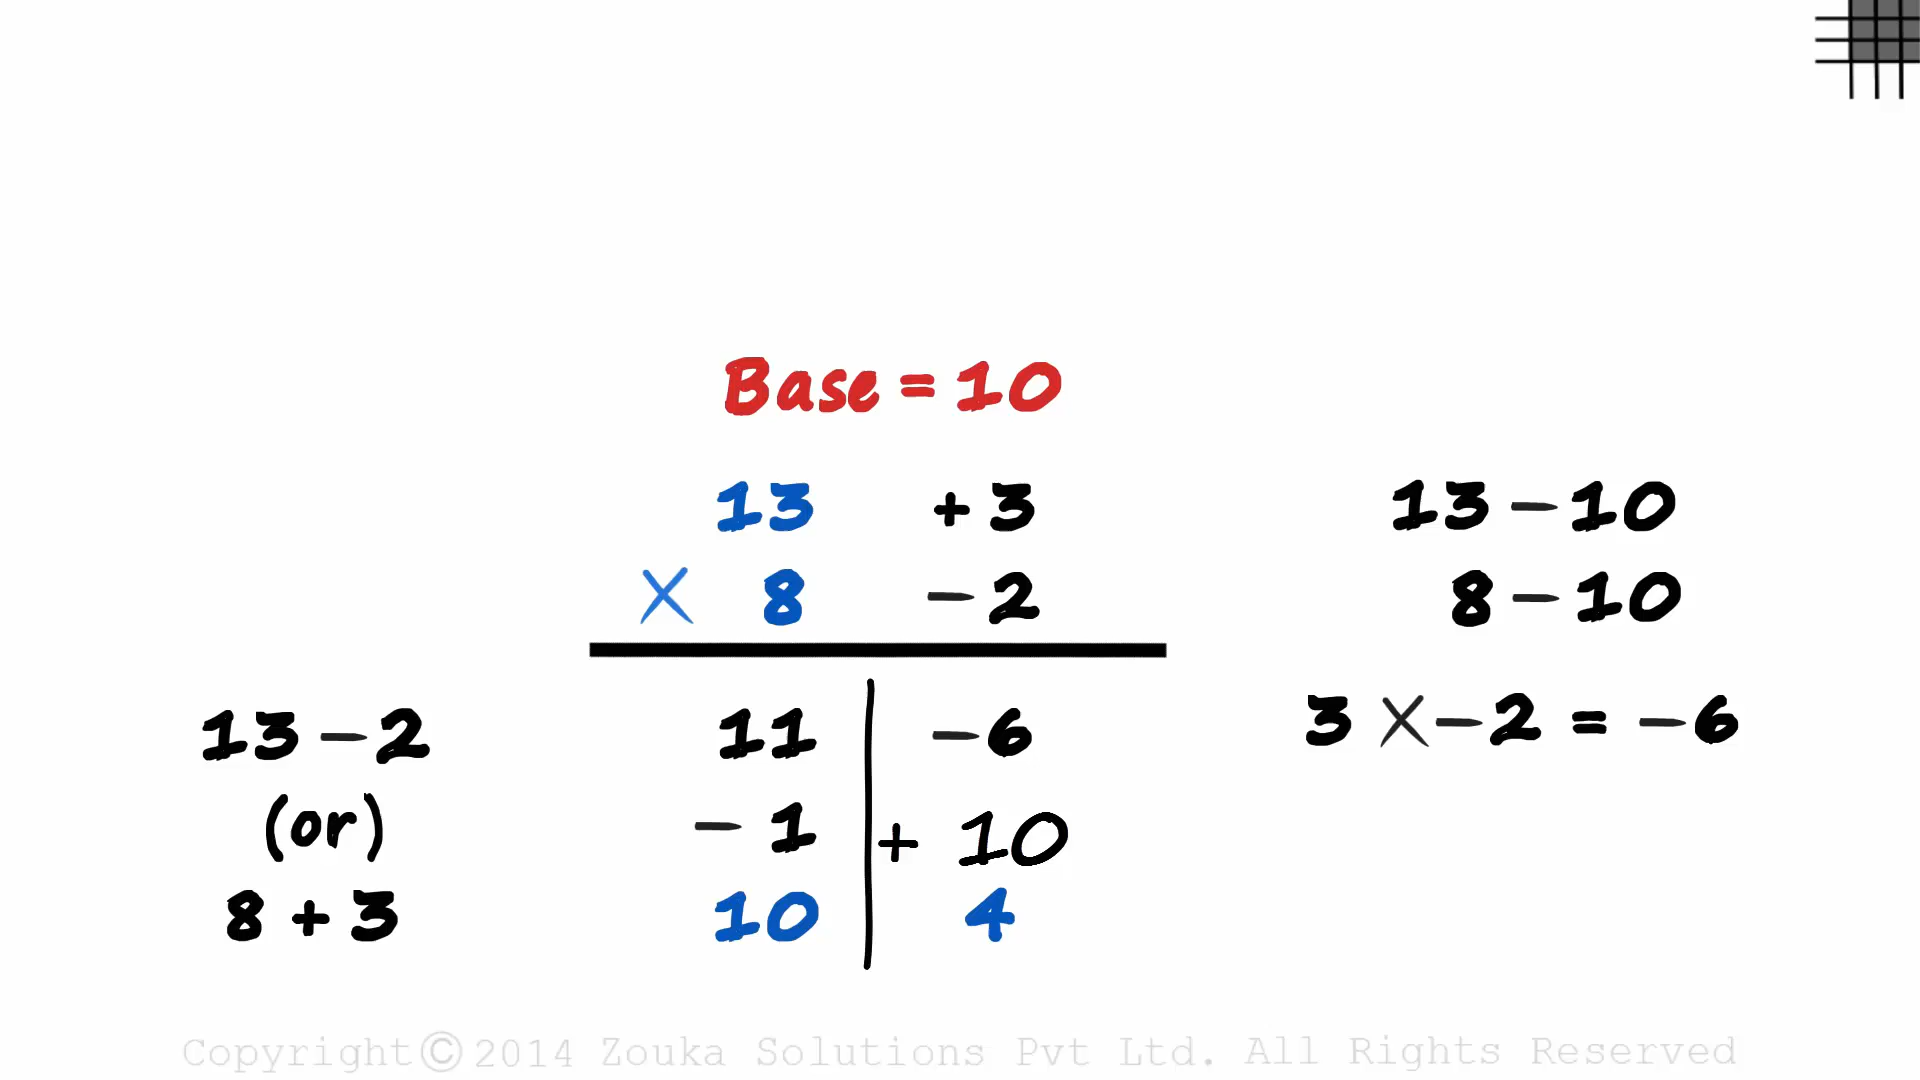 Base = 10
13 + 3
× 8 − 2
13 − 10
8 − 10
11 − 6
− 1 + 10
10 4
13 − 2
(or)
8 + 3
3 × − 2 = − 6
Copyright©2014 Zouka Solutions Pvt Ltd. All Rights Reserved